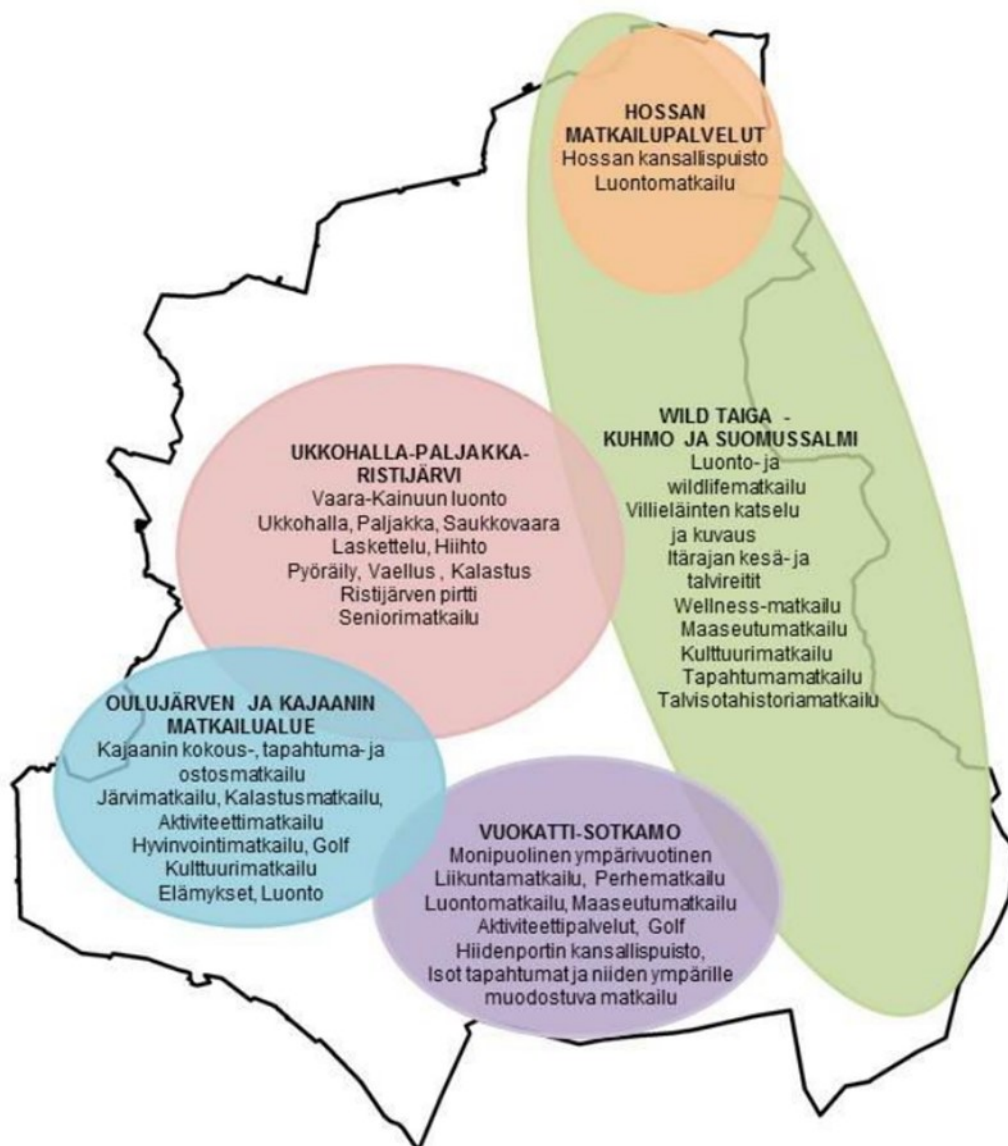 HOSSAN
MATKAILUPALVELUT
Hossan kansallispuisto
Luontomatkailu
WILD TAIGA -
KUHMO JA SUOMUSSALMI
Luonto- ja
wildlifematkailu
Villieläinten katselu
ja kuvaus
Itärajan kesä- ja
talvireitit
Wellness-matkailu
Maaseutumatkailu
Kulttuurimatkailu
Tapahtumamatkailu
Talvisotahistoriamatkailu
UKKOHALLA-PALJAKKA-
RISTIJÄRVI
Vaara-Kainuun luonto
Ukkohalla, Paljakka, Saukkovaara
Laskettelu, Hiihto
Pyöräily, Vaellus , Kalastus
Ristijärven pirtti
Seniorimatkailu
OULUJÄRVEN JA KAJAANIN
MATKAILUALUE
Kajaanin kokous-, tapahtuma- ja
ostosmatkailu
Järvimatkailu, Kalastusmatkailu,
Aktiviteettimatkailu
Hyvinvointimatkailu, Golf
Kulttuurimatkailu
Elämykset, Luonto
VUOKATTI-SOTKAMO
Monipuolinen ympärivuotinen
Liikuntamatkailu, Perhematkailu
Luontomatkailu, Maaseutumatkailu
Aktiviteettipalvelut, Golf
Hiidenportin kansallispuisto,
Isot tapahtumat ja niiden ympärille
muodostuva matkailu